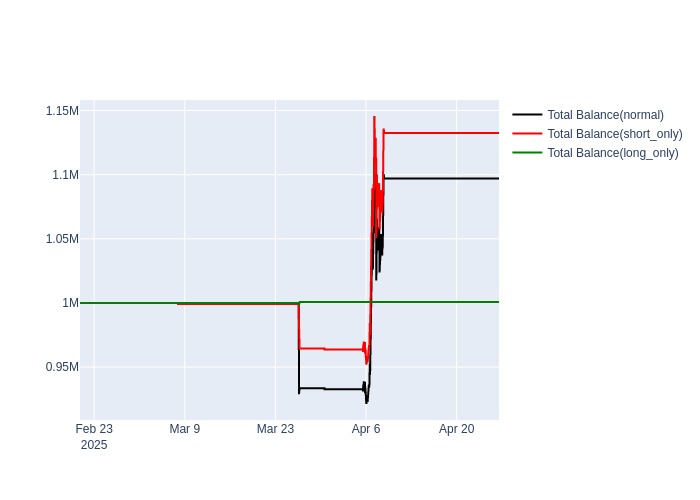 1.15M
1.1M
1.05M
1M
0.95M
Feb 23
2025
Mar 9
Mar 23
Apr 6
Apr 20
Total Balance(normal)
Total Balance(short_only)
Total Balance(long_only)